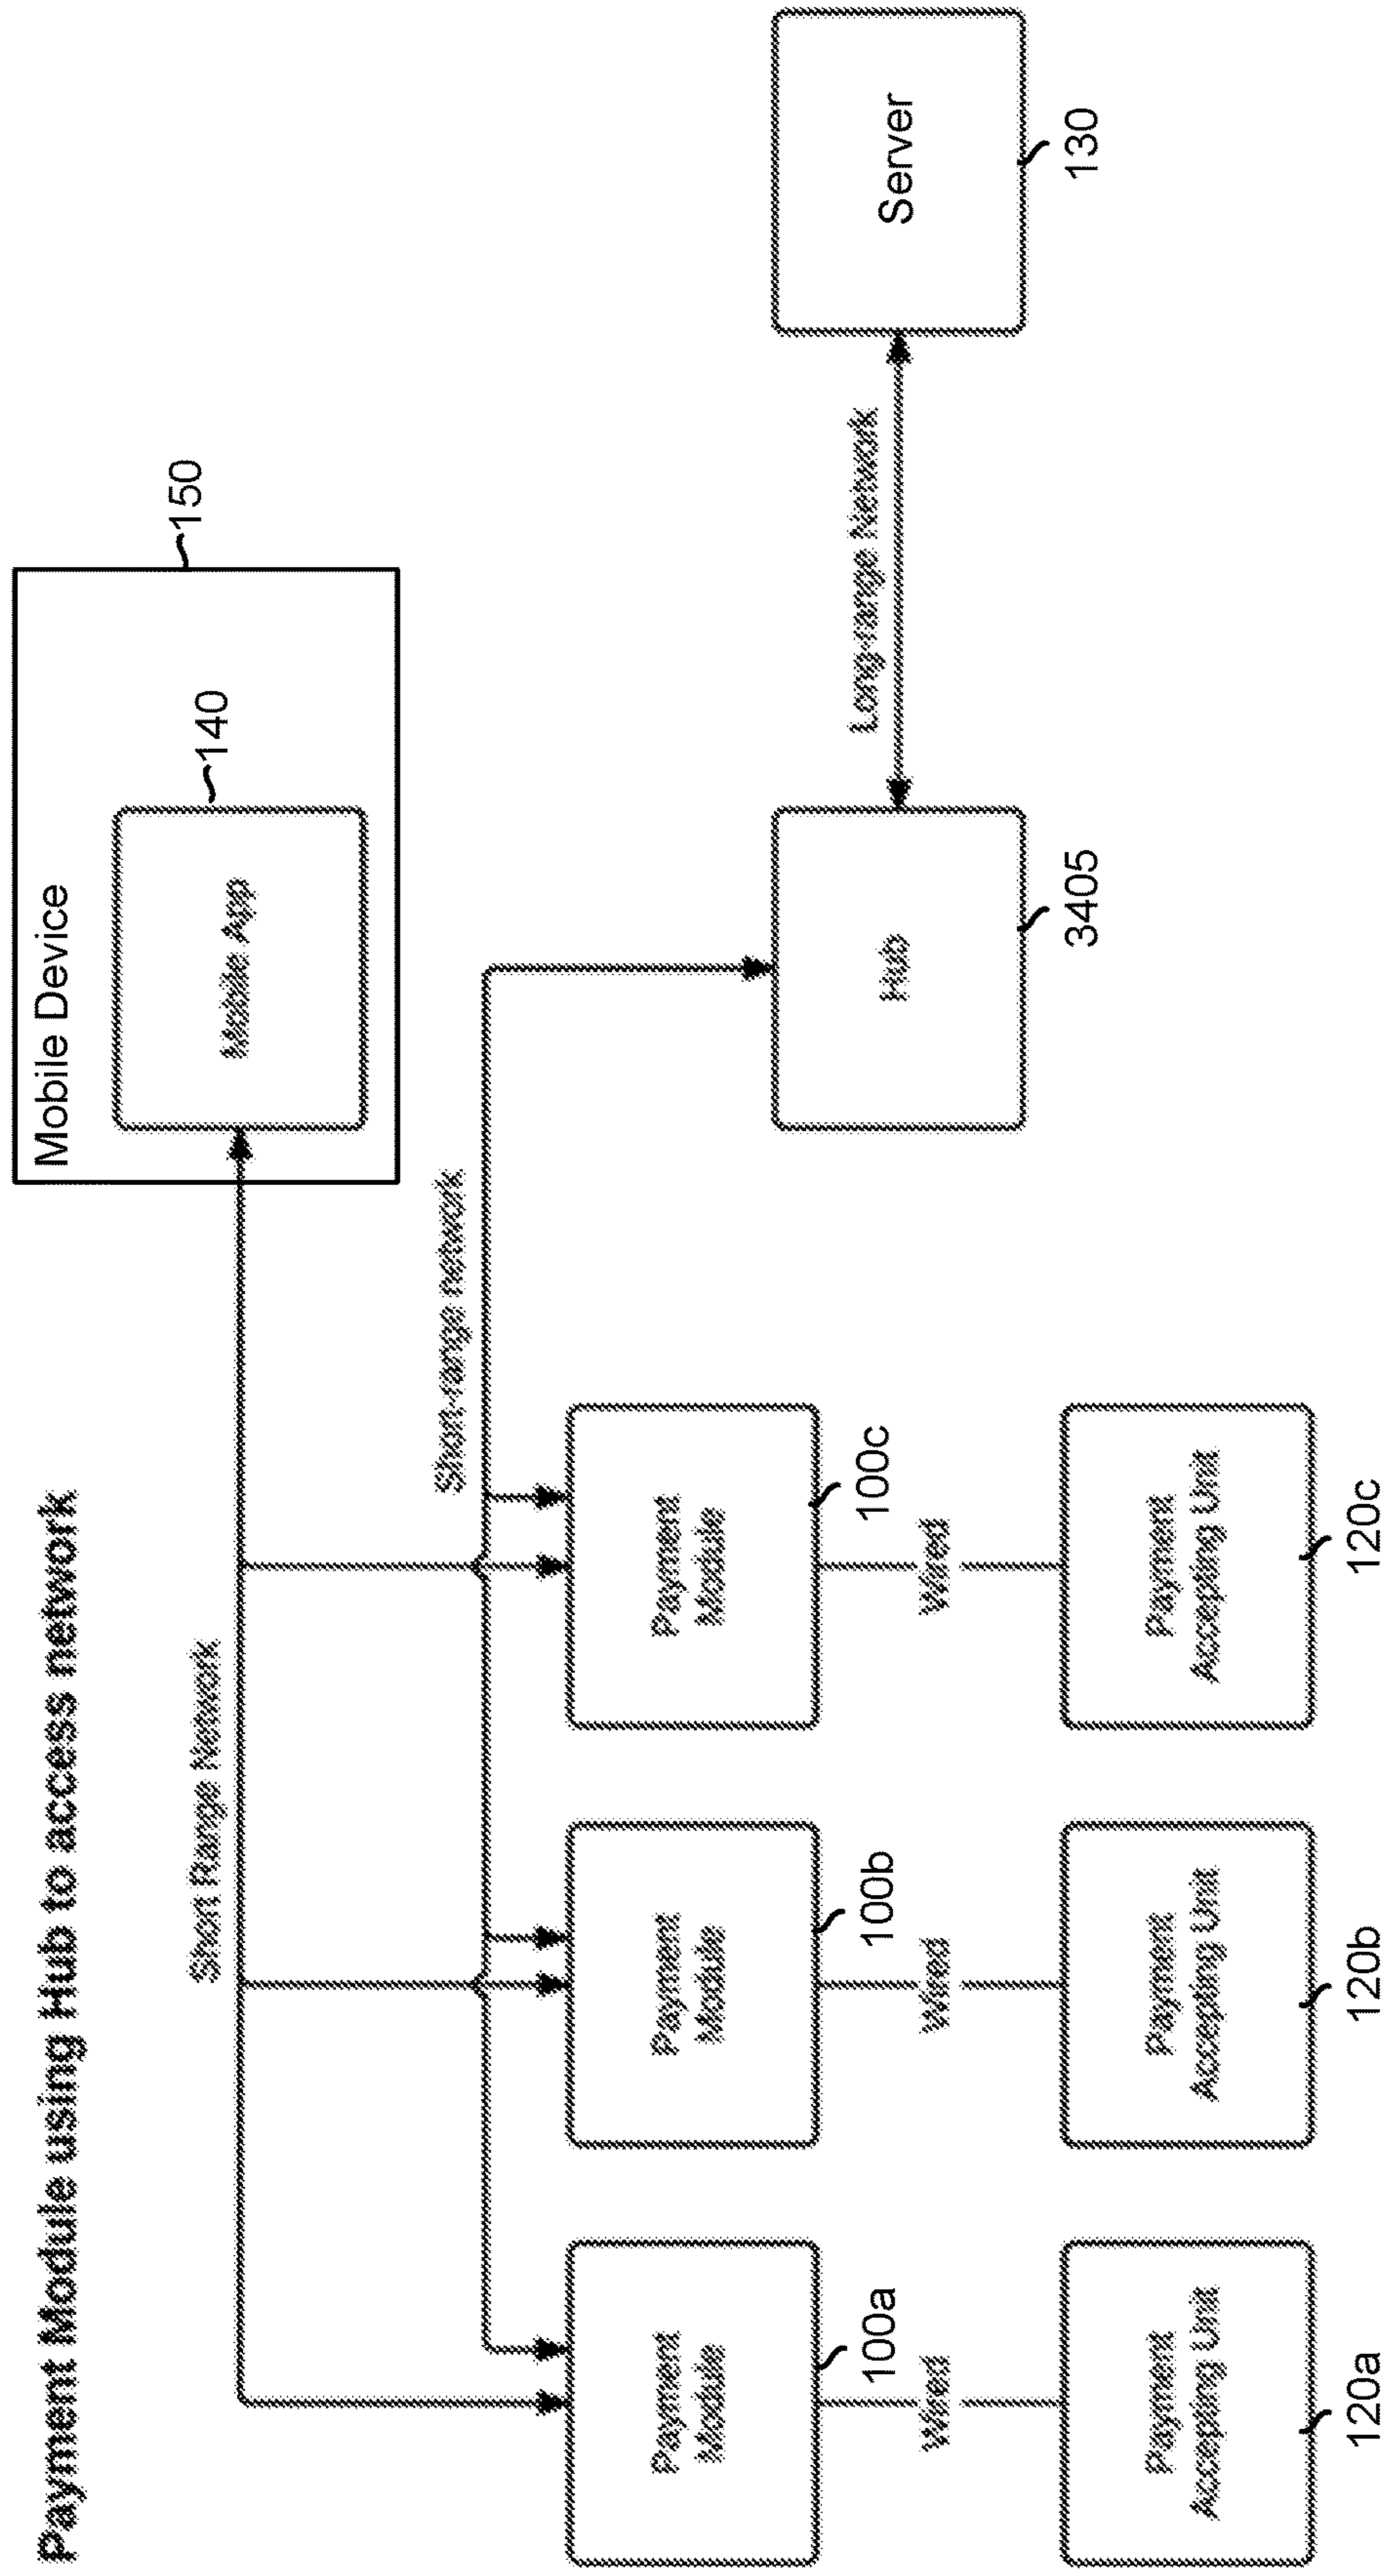 Payment Module using Hub to access network
Mobile Device
150
Mobile App
140
Short Range Network
Short-range network
Payment
Module
100a
Payment
Module
100b
Payment
Module
100c
Hub
3405
Long-range Network
Server
130
Wired
Wired
Wired
Payment
Accepting Unit
120a
Payment
Accepting Unit
120b
Payment
Accepting Unit
120c